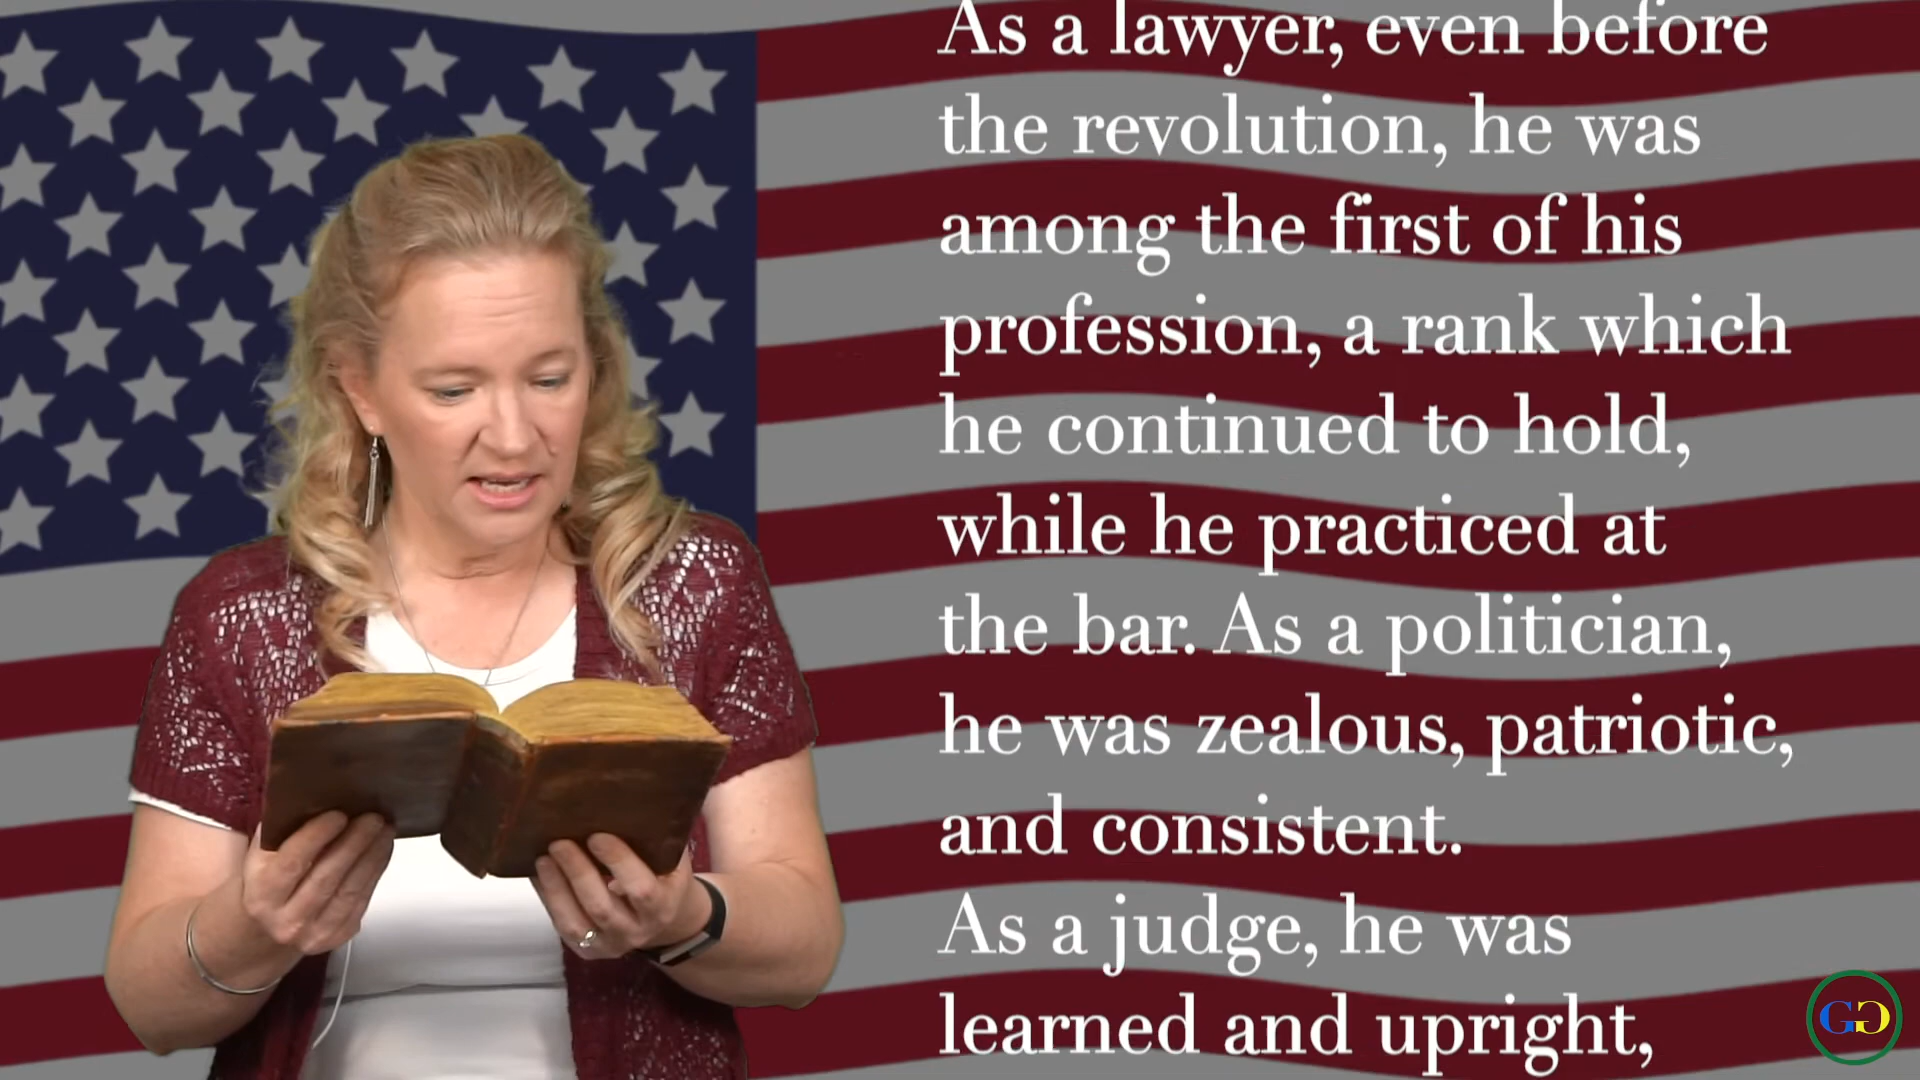 As a lawyer, even before
the revolution, he was
among the first of his
profession, a rank which
he continued to hold,
while he practiced at
the bar. As a politician,
he was zealous, patriotic,
and consistent.
As a judge, he was
learned and upright,
GG